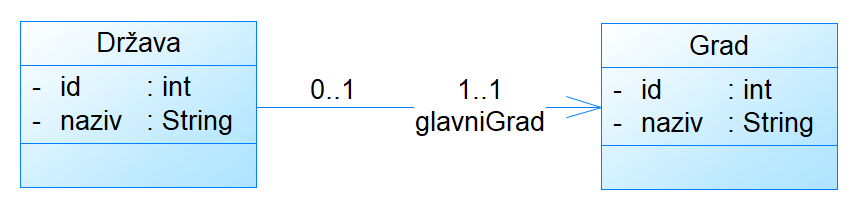 Država
- id : int
- naziv : String
0..1
1..1
glavniGrad
Grad
- id : int
- naziv : String